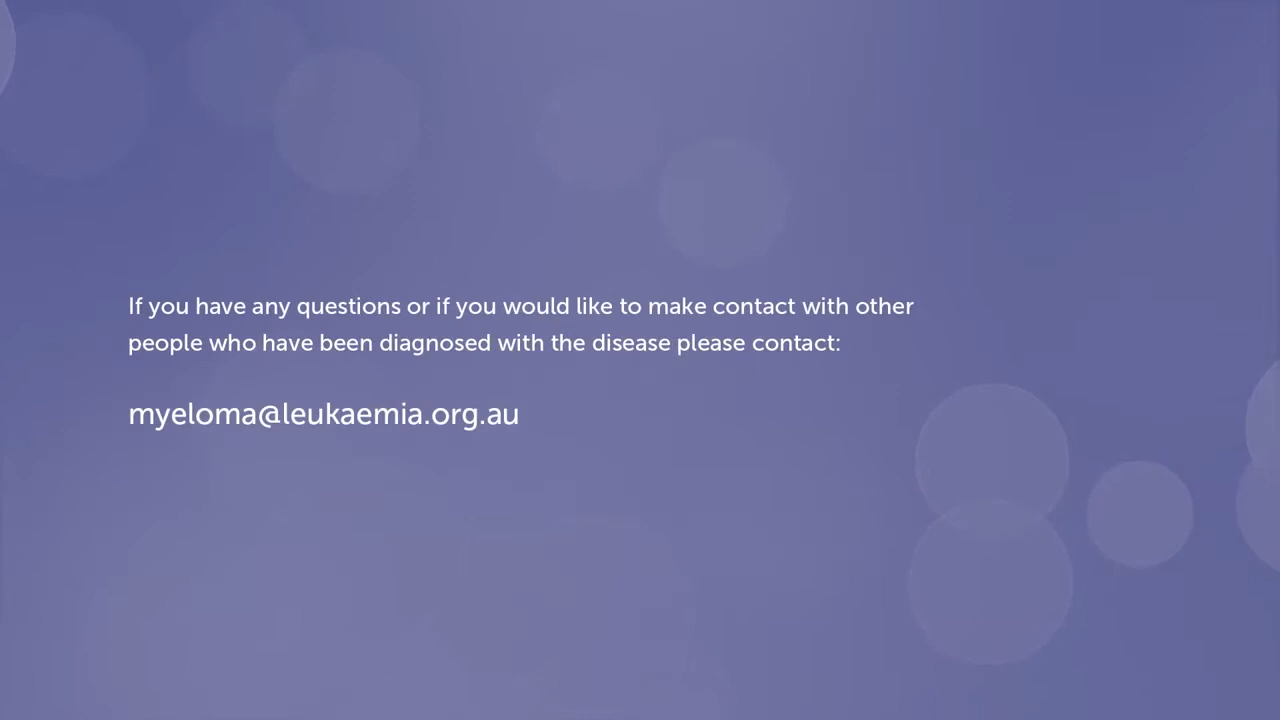 If you have any questions or if you would like to make contact with other
people who have been diagnosed with the disease please contact:
myeloma@leukaemia.org.au